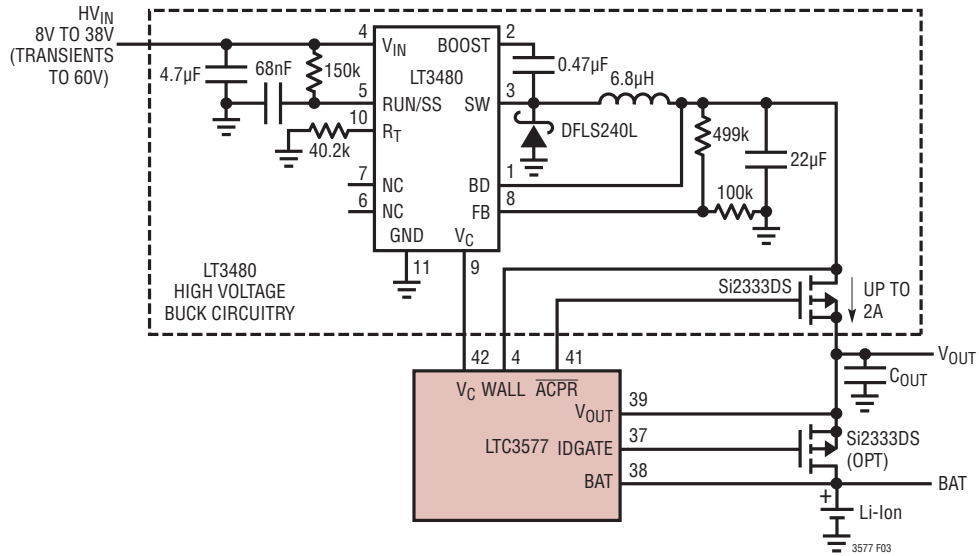 HVIN
8V TO 38V
(TRANSIENTS
TO 60V)
4.7µF
68nF
150k
4
VIN
BOOST
2
LT3480
0.47µF
6.8µH
5
RUN/SS
SW
3
10
RT
40.2k
DFLS240L
499k
22µF
7
NC
BD
1
100k
6
NC
FB
8
GND
VC
11
9
LT3480
HIGH VOLTAGE
BUCK CIRCUITRY
Si2333DS
UP TO
2A
42
4
41
VC
WALL
ACPR
VOUT
COUT
VOUT
39
LTC3577
IDGATE
37
Si2333DS
(OPT)
BAT
38
BAT
+
Li-Ion
3577 F03